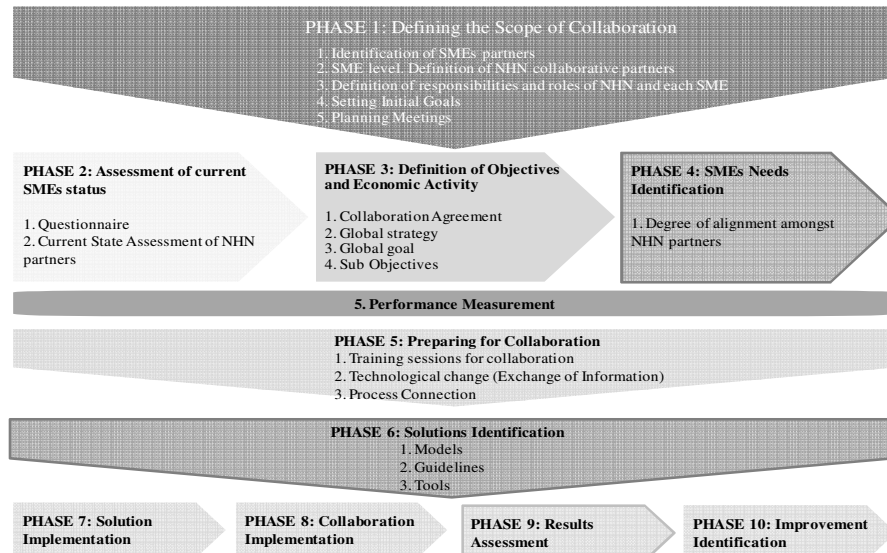 PHASE 1: Defining the Scope of Collaboration
1. Identification of SMEs partners
2. SME level. Definition of NHN collaborative partners
3. Definition of responsibilities and roles of NHN and each SME
4. Setting Initial Goals
5. Planning Meetings
PHASE 2: Assessment of current
SMEs status
1. Questionnaire
2. Current State Assessment of NHN
partners
PHASE 3: Definition of Objectives
and Economic Activity
1. Collaboration Agreement
2. Global strategy
3. Global goal
4. Sub Objectives
PHASE 4: SMEs Needs
Identification
1. Degree of alignment amongst
NHN partners
5. Performance Measurement
PHASE 5: Preparing for Collaboration
1. Training sessions for collaboration
2. Technological change (Exchange of Information)
3. Process Connection
PHASE 6: Solutions Identification
1. Models
2. Guidelines
3. Tools
PHASE 7: Solution
Implementation
PHASE 8: Collaboration
Implementation
PHASE 9: Results
Assessment
PHASE 10: Improvement
Identification